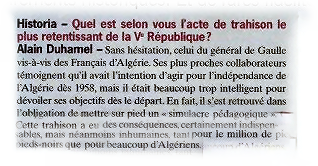 Historia – Quel est selon vous l'acte de trahison le
plus retentissant de la Ve République?
Alain Duhamel – Sans hésitation, celui du général de Gaulle
vis-à-vis des Français d'Algérie. Ses plus proches collaborateurs
témoignent qu'il avait l'intention d'agir pour l'indépendance de
l'Algérie dès 1958, mais il était beaucoup trop intelligent pour
dévoiler ses objectifs dès le départ. En fait, il s'est retrouvé dans
l'obligation de mettre sur pied un « simulacre pédagogique ».
Cette trahison a eu des conséquences, certainement indispen-
sables, mais néanmoins inhumaines, tant pour le million de
pieds-noirs que pour beaucoup d'Algériens.